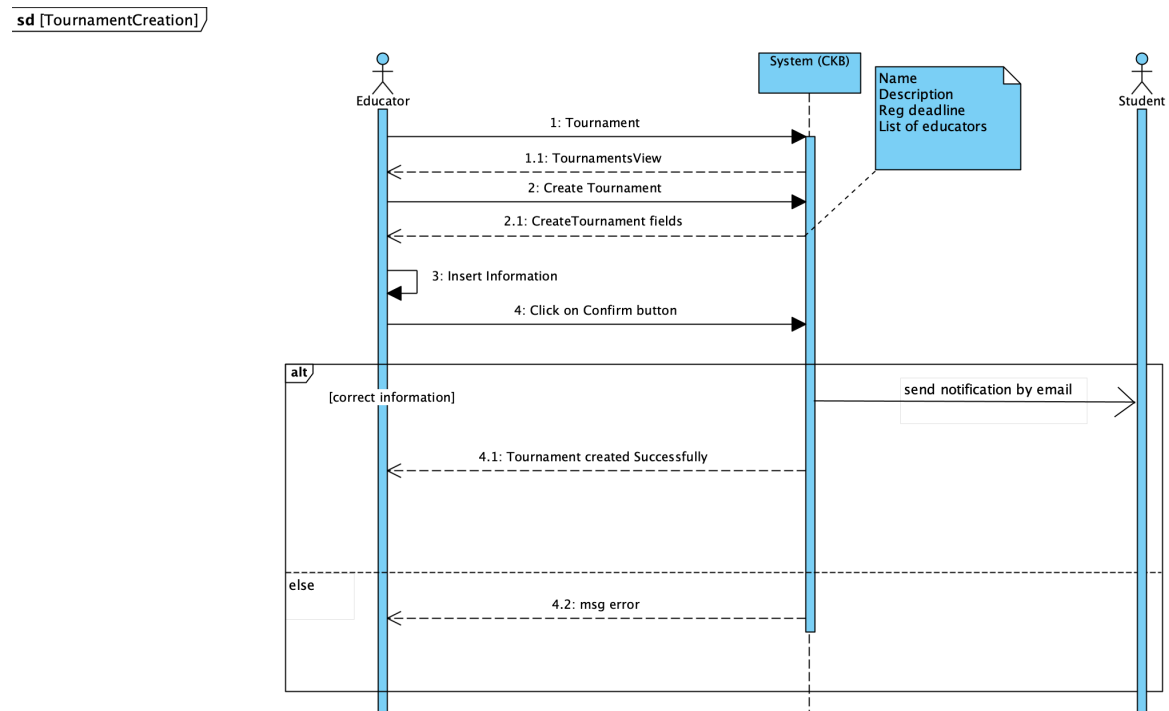 sd [TournamentCreation]
System (CKB)
Name
Description
Reg deadline
List of educators
Educator
Student
1: Tournament
1.1: TournamentsView
2: Create Tournament
2.1: CreateTournament fields
3: Insert Information
4: Click on Confirm button
alt
[correct information]
send notification by email
4.1: Tournament created Successfully
else
4.2: msg error